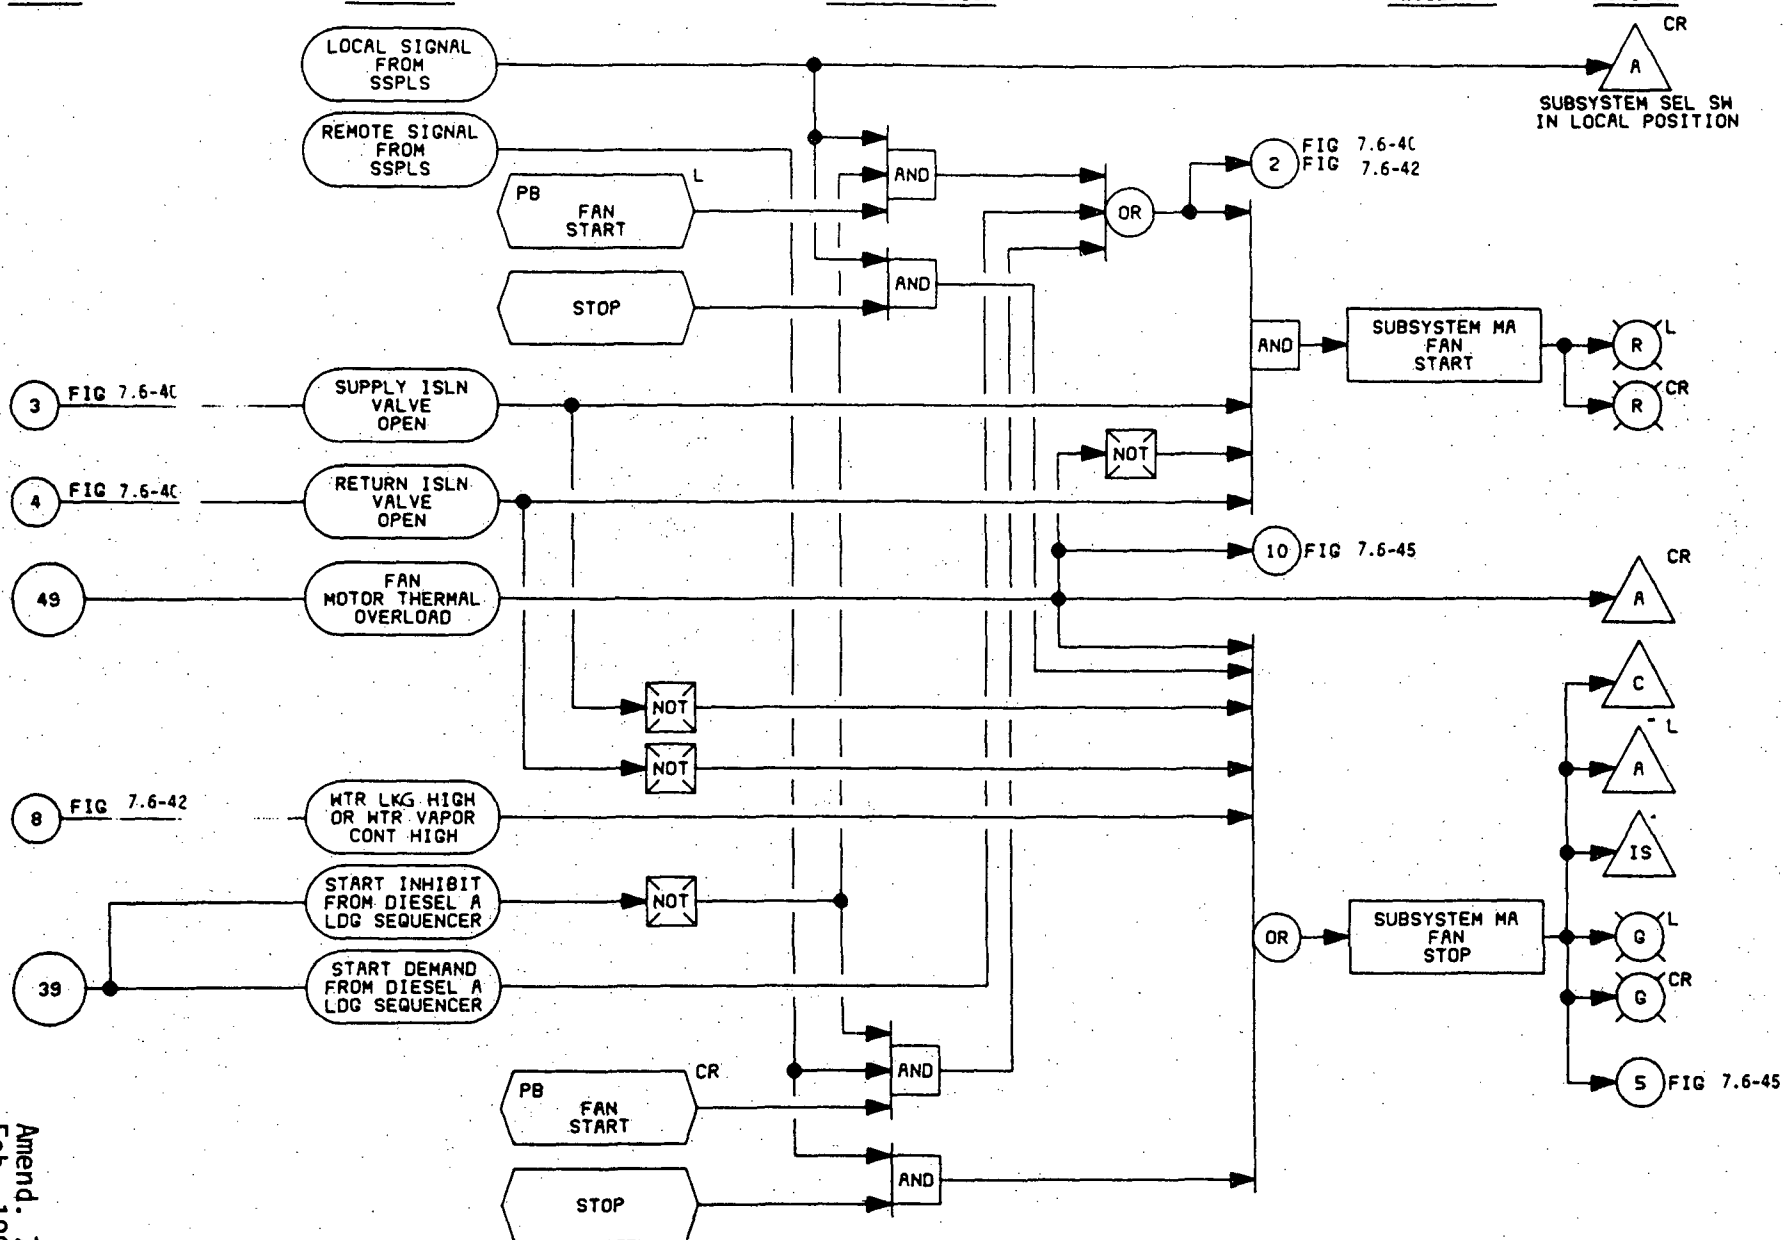 CR
LOCAL SIGNAL
FROM
SSPLS
A
SUBSYSTEM SEL SW
IN LOCAL POSITION
REMOTE SIGNAL
FROM
SSPLS
AND
2
FIG 7.6-40
FIG 7.6-42
L
PB
FAN
START
OR
AND
STOP
AND
SUBSYSTEM MA
FAN
START
R
L
R
CR
3
FIG 7.6-40
SUPPLY ISLN
VALVE
OPEN
NOT
4
FIG 7.6-40
RETURN ISLN
VALVE
OPEN
10
FIG 7.6-45
49
FAN
MOTOR THERMAL
OVERLOAD
A
CR
C
NOT
NOT
A
L
8
FIG 7.6-42
WTR LKG HIGH
OR WTR VAPOR
CONT HIGH
IS
START INHIBIT
FROM DIESEL A
LDG SEQUENCER
NOT
OR
SUBSYSTEM MA
FAN
STOP
G
L
39
START DEMAND
FROM DIESEL A
LDG SEQUENCER
G
CR
AND
CR
PB
FAN
START
5
FIG 7.6-45
AND
STOP
Amend.